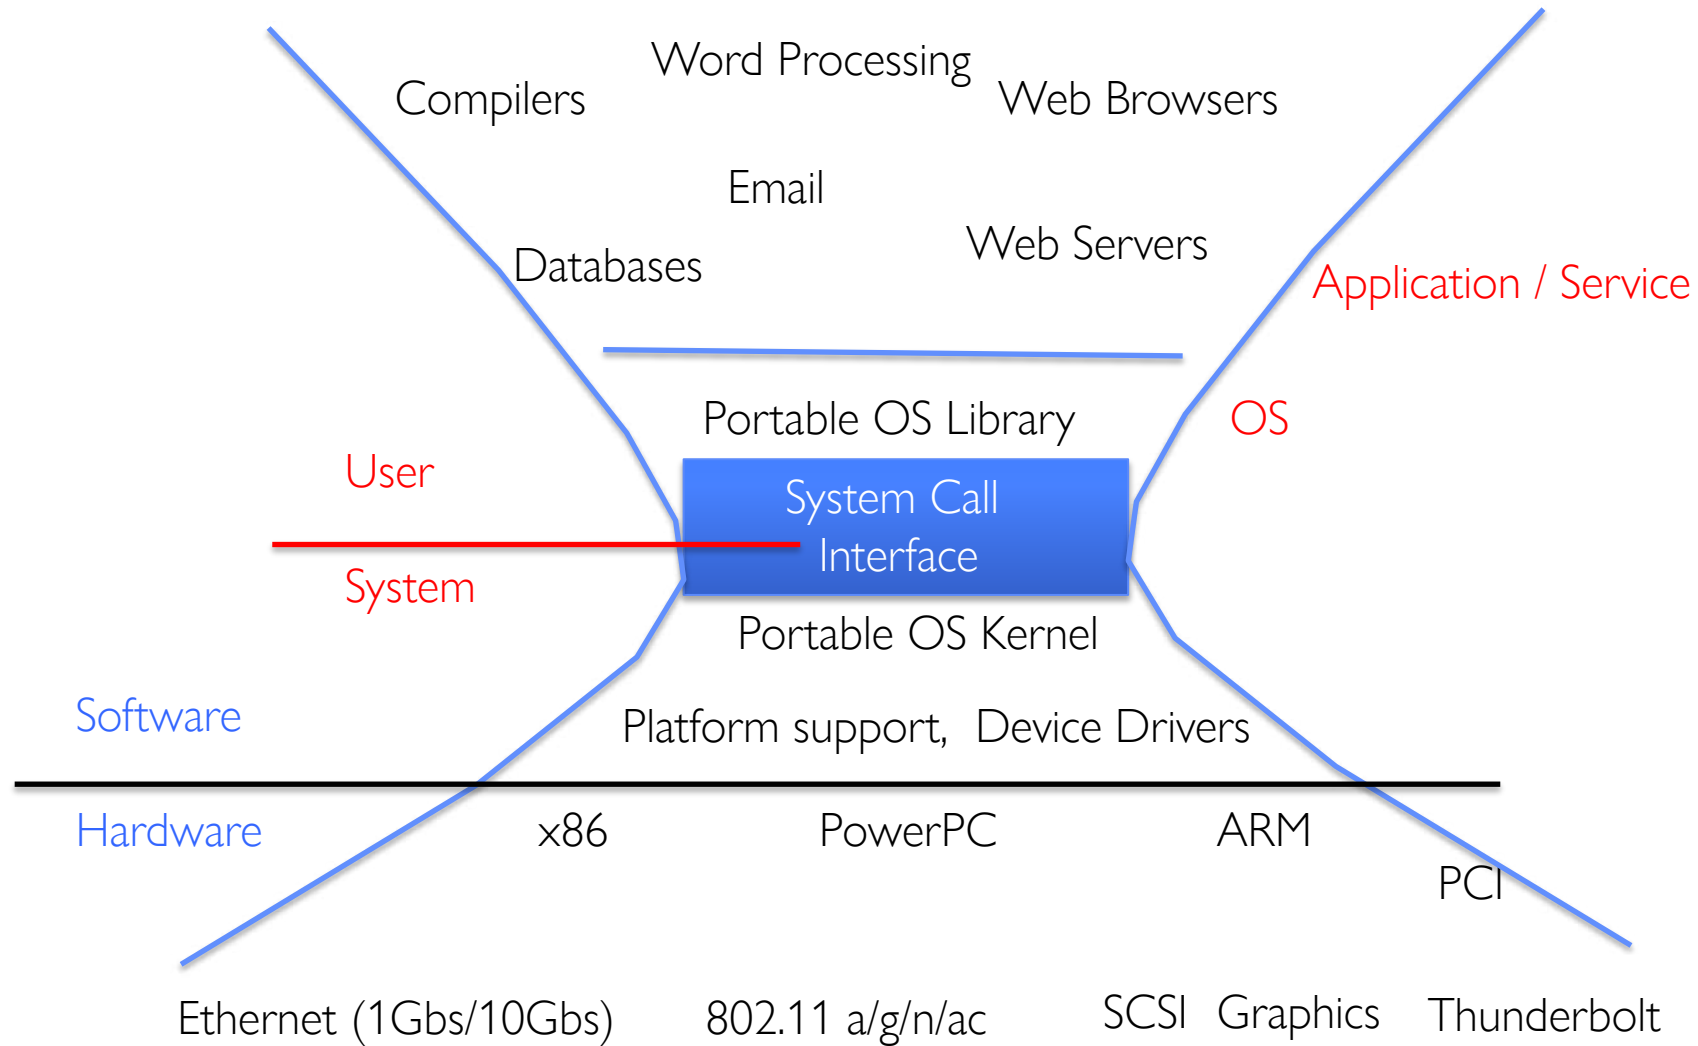 Word Processing
Compilers
Web Browsers
Email
Web Servers
Databases
Application / Service
Portable OS Library
OS
User
System Call
Interface
System
Portable OS Kernel
Software
Platform support, Device Drivers
Hardware
x86
PowerPC
ARM
PCI
Ethernet (1Gbs/10Gbs)
802.11 a/g/n/ac
SCSI
Graphics
Thunderbolt